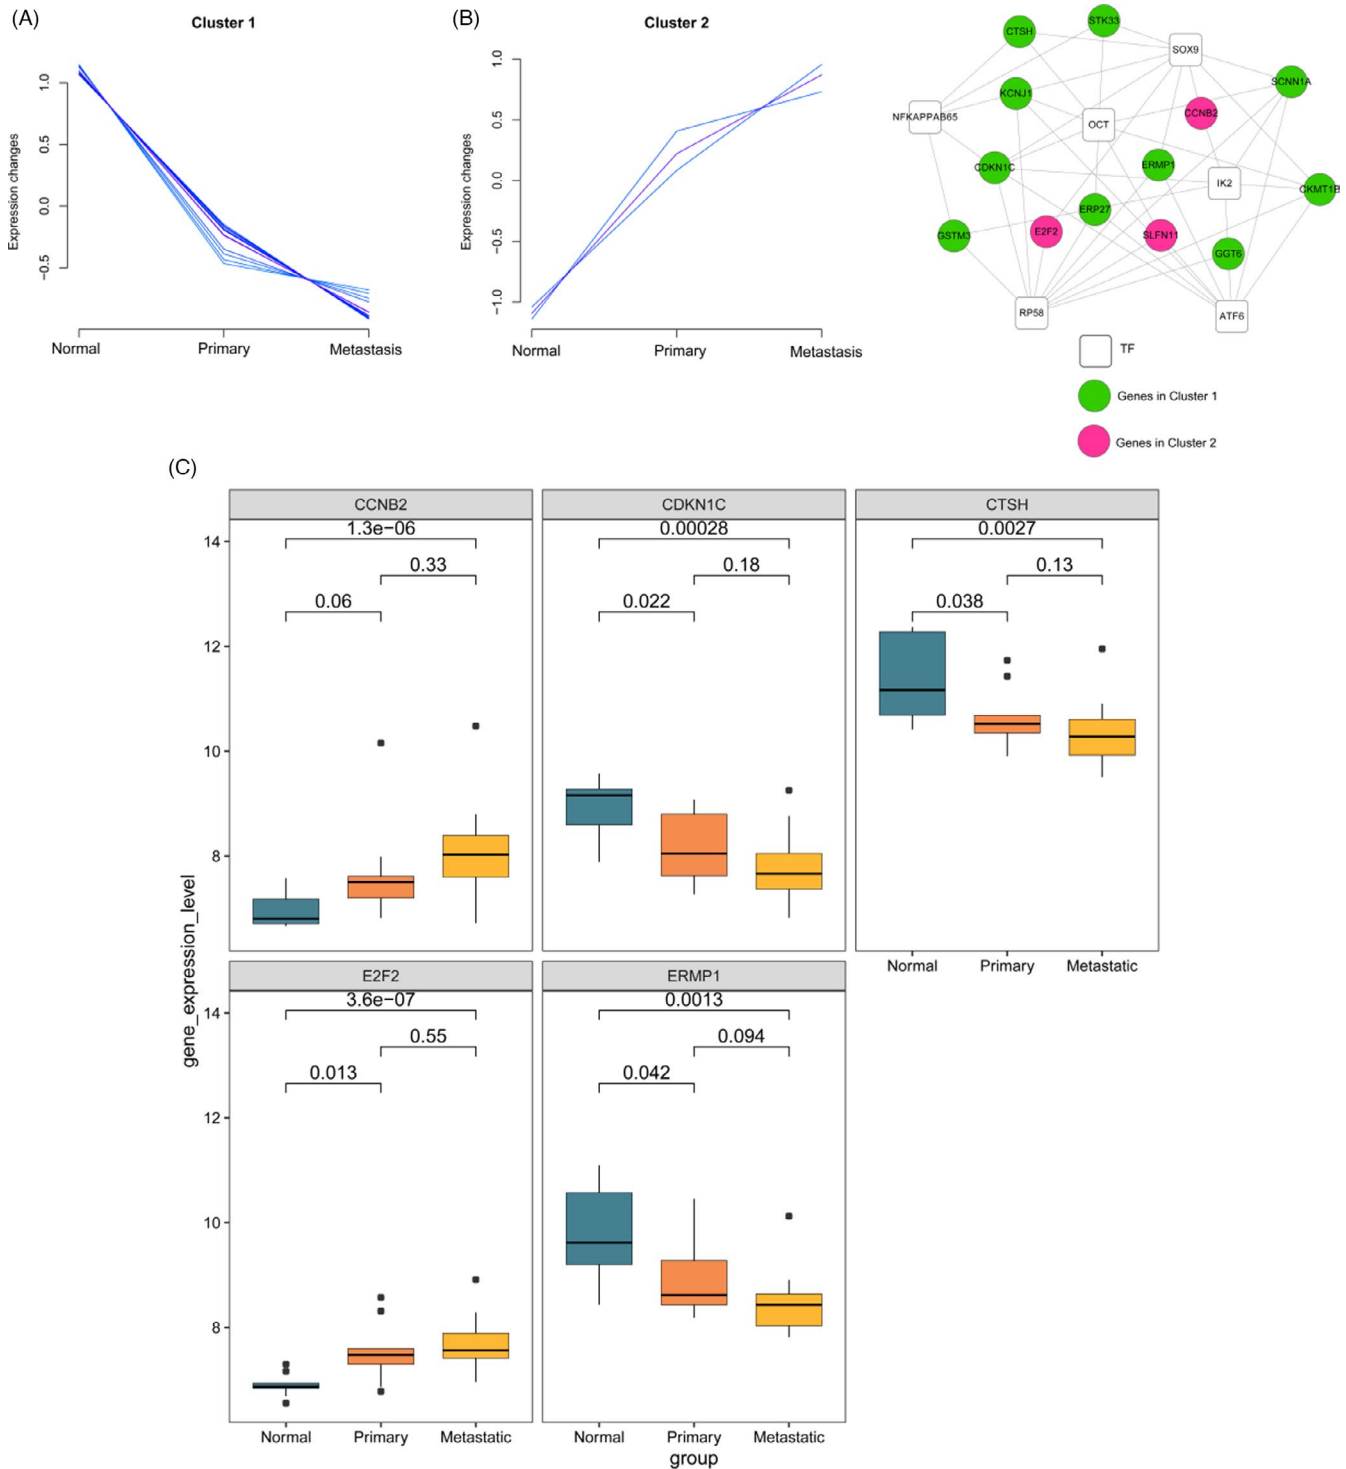 (A)
Cluster 1
Expression changes
1.0
0.5
0.0
−0.5
Normal Primary Metastasis
(B)
Cluster 2
Expression changes
1.0
0.5
0.0
−0.5
−1.0
Normal Primary Metastasis
STK33
CTSH
SOX9
SCNN1A
KCNJ1
CCNB2
NFKAPPAB65
OCT
ERMP1
CDKN1C
IK2
CKMT1B
ERP27
E2F2
SLFN11
GSTM3
GGT6
RP58
ATF6
TF
Genes in Cluster 1
Genes in Cluster 2
(C)
gene_expression_level
CCNB2
1.3e−06
0.33
0.06
14
12
10
8
CDKN1C
0.00028
0.18
0.022
CTSH
0.0027
0.13
0.038
Normal Primary Metastatic
E2F2
3.6e−07
0.55
0.013
14
12
10
8
Normal Primary Metastatic
ERMP1
0.0013
0.094
0.042
Normal Primary Metastatic
group